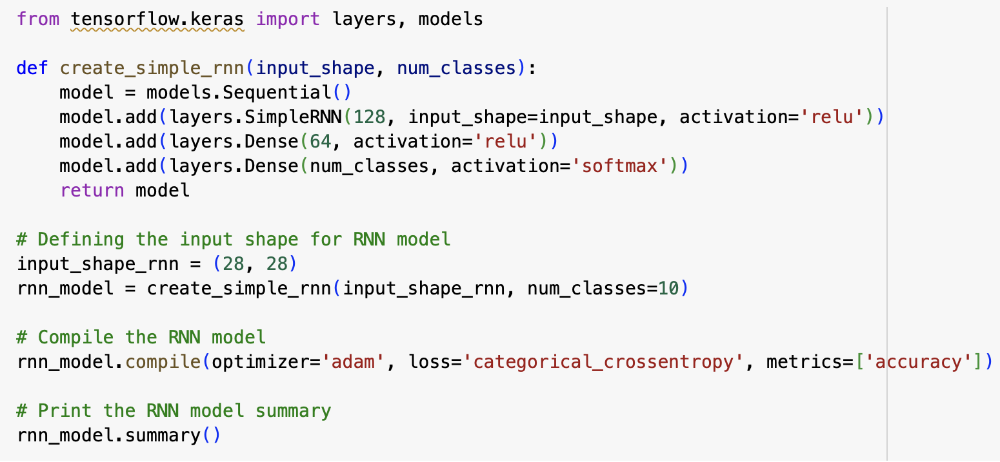 from tensorflow.keras import layers, models
def create_simple_rnn(input_shape, num_classes):
    model = models.Sequential()
    model.add(layers.SimpleRNN(128, input_shape=input_shape, activation='relu'))
    model.add(layers.Dense(64, activation='relu'))
    model.add(layers.Dense(num_classes, activation='softmax'))
    return model
# Defining the input shape for RNN model
input_shape_rnn = (28, 28)
rnn_model = create_simple_rnn(input_shape_rnn, num_classes=10)
# Compile the RNN model
rnn_model.compile(optimizer='adam', loss='categorical_crossentropy', metrics=['accuracy'])
# Print the RNN model summary
rnn_model.summary()